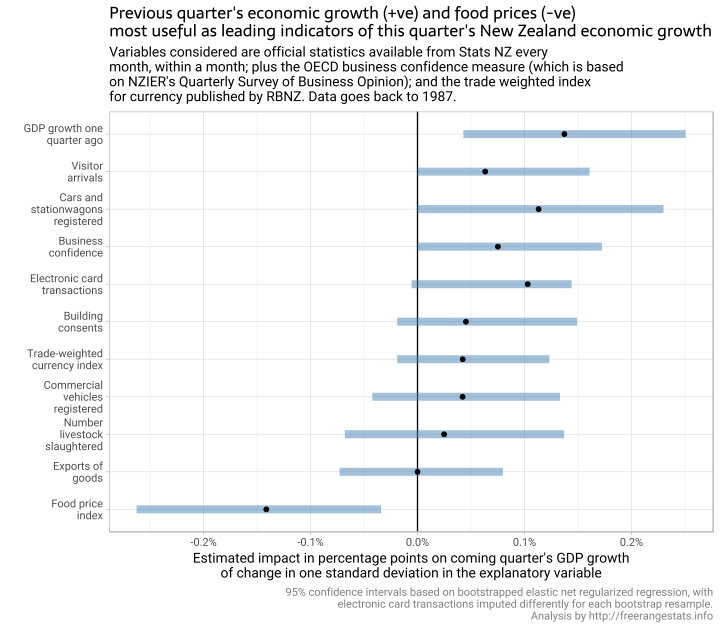 Previous quarter's economic growth (+ve) and food prices (−ve)
most useful as leading indicators of this quarter's New Zealand economic growth
Variables considered are official statistics available from Stats NZ every
month, within a month; plus the OECD business confidence measure (which is based
on NZIER's Quarterly Survey of Business Opinion); and the trade weighted index
for currency published by RBNZ. Data goes back to 1987.
GDP growth one
quarter ago
Visitor
arrivals
Cars and
stationwagons
registered
Business
confidence
Electronic card
transactions
Building
consents
Trade-weighted
currency index
Commercial
vehicles
registered
Number
livestock
slaughtered
Exports of
goods
Food price
index
-0.2% -0.1% 0.0% 0.1% 0.2%
Estimated impact in percentage points on coming quarter's GDP growth
of change in one standard deviation in the explanatory variable
95% confidence intervals based on bootstrapped elastic net regularized regression, with
electronic card transactions imputed differently for each bootstrap resample.
Analysis by http://freerangestats.info